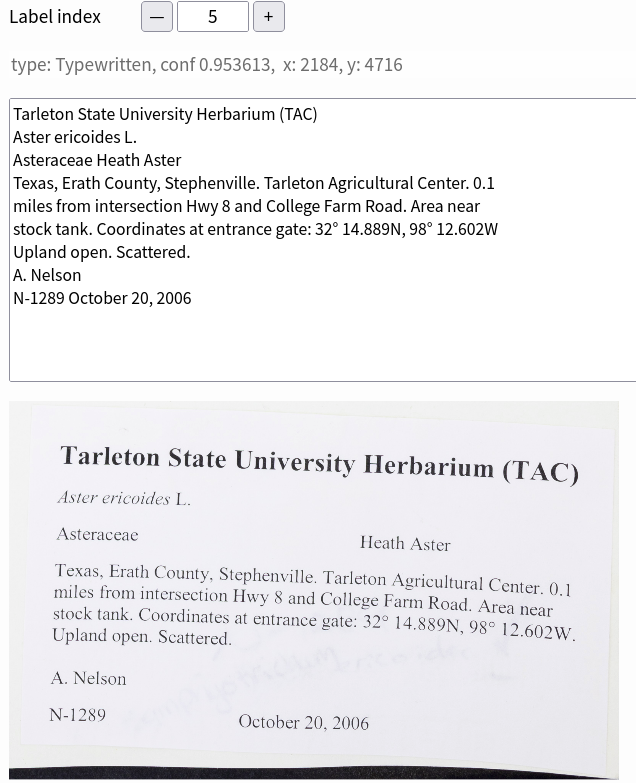 Label index — 5 +
type: Typewritten, conf 0.953613, x: 2184, y: 4716
Tarleton State University Herbarium (TAC)
Aster ericoides L.
Asteraceae Heath Aster
Texas, Erath County, Stephenville. Tarleton Agricultural Center. 0.1
miles from intersection Hwy 8 and College Farm Road. Area near
stock tank. Coordinates at entrance gate: 32° 14.889N, 98° 12.602W
Upland open. Scattered.
A. Nelson
N-1289 October 20, 2006
Tarleton State University Herbarium (TAC)
Aster ericoides L.
Asteraceae Heath Aster
Texas, Erath County, Stephenville. Tarleton Agricultural Center. 0.1
miles from intersection Hwy 8 and College Farm Road. Area near
stock tank. Coordinates at entrance gate: 32° 14.889N, 98° 12.602W.
Upland open. Scattered.
A. Nelson
N-1289 October 20, 2006